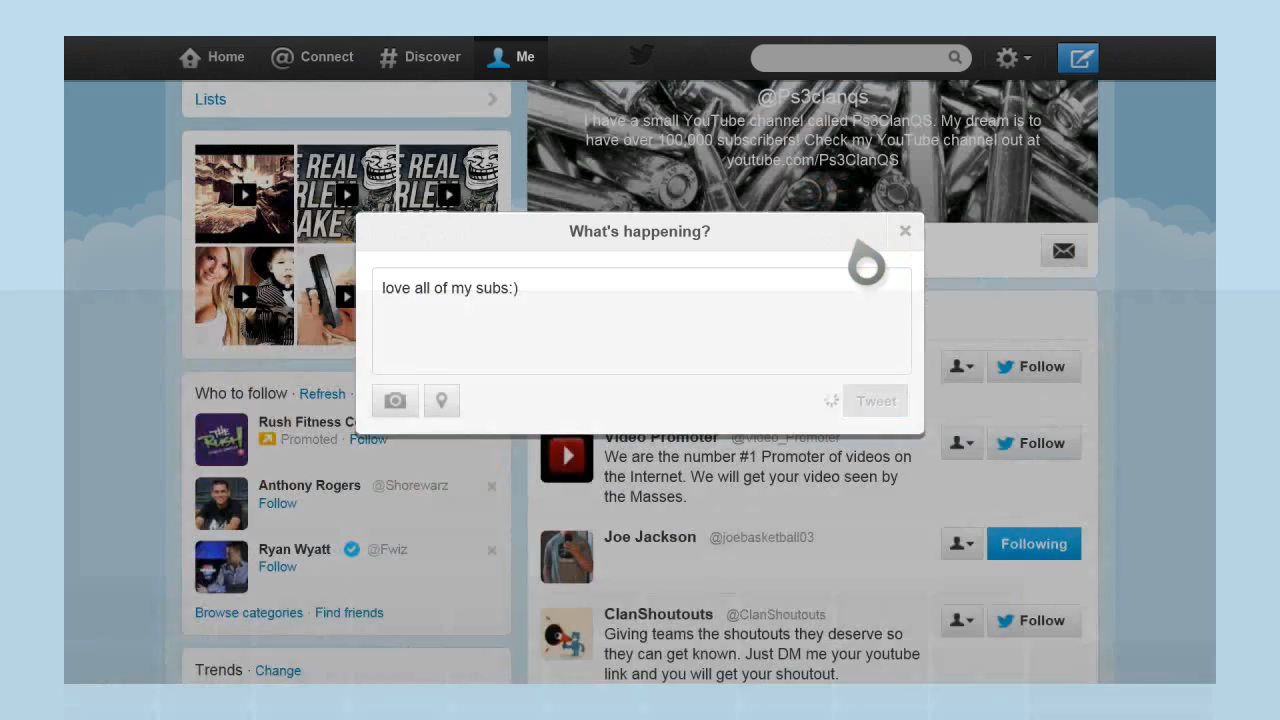 Home
Connect
Discover
Me
Lists
@Ps3clanqs
I have a small YouTube channel called Ps3ClanQS. My dream is to
have over 100,000 subscribers! Check my YouTube channel out at
youtube.com/Ps3ClanQS
What's happening?
love all of my subs:)
Tweet
Who to follow · Refresh ·
Rush Fitness C
Promoted · Follow
Anthony Rogers @Shorewarz
Follow
Ryan Wyatt @Fwiz
Follow
Browse categories · Find friends
Trends · Change
Follow
Video Promoter @Video_Promoter
Follow
We are the number #1 Promoter of videos on
the Internet. We will get your video seen by
the Masses.
Joe Jackson @joebasketball03
Following
ClanShoutouts @ClanShoutouts
Follow
Giving teams the shoutouts they deserve so
they can get known. Just DM me your youtube
link and you will get your shoutout.